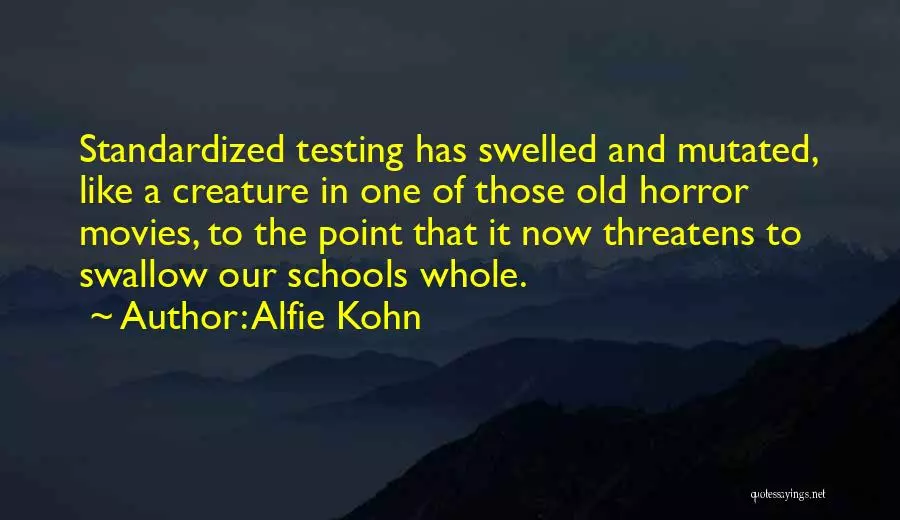 Standardized testing has swelled and mutated,
like a creature in one of those old horror
movies, to the point that it now threatens to
swallow our schools whole.
~ Author: Alfie Kohn
quotessayings.net